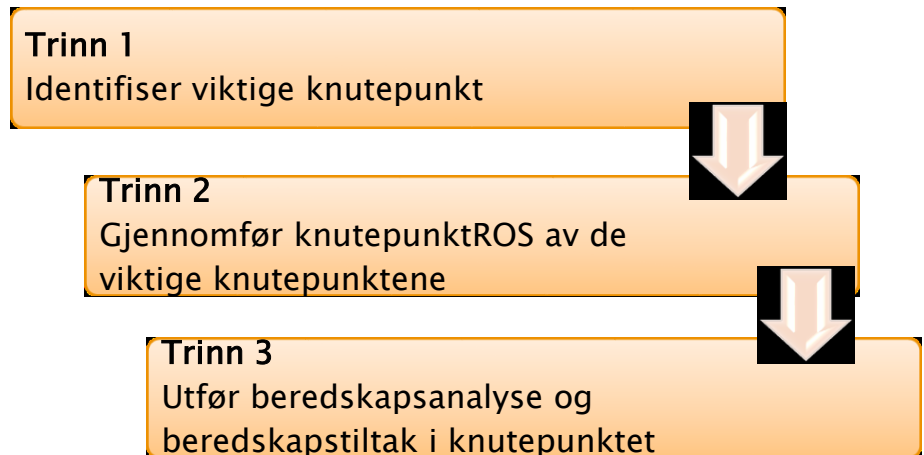 Trinn 1
Identifiser viktige knutepunkt
Trinn 2
Gjennomfør knutepunktROS av de
viktige knutepunktene
Trinn 3
Utfør beredskapsanalyse og
beredskapstiltak i knutepunktet